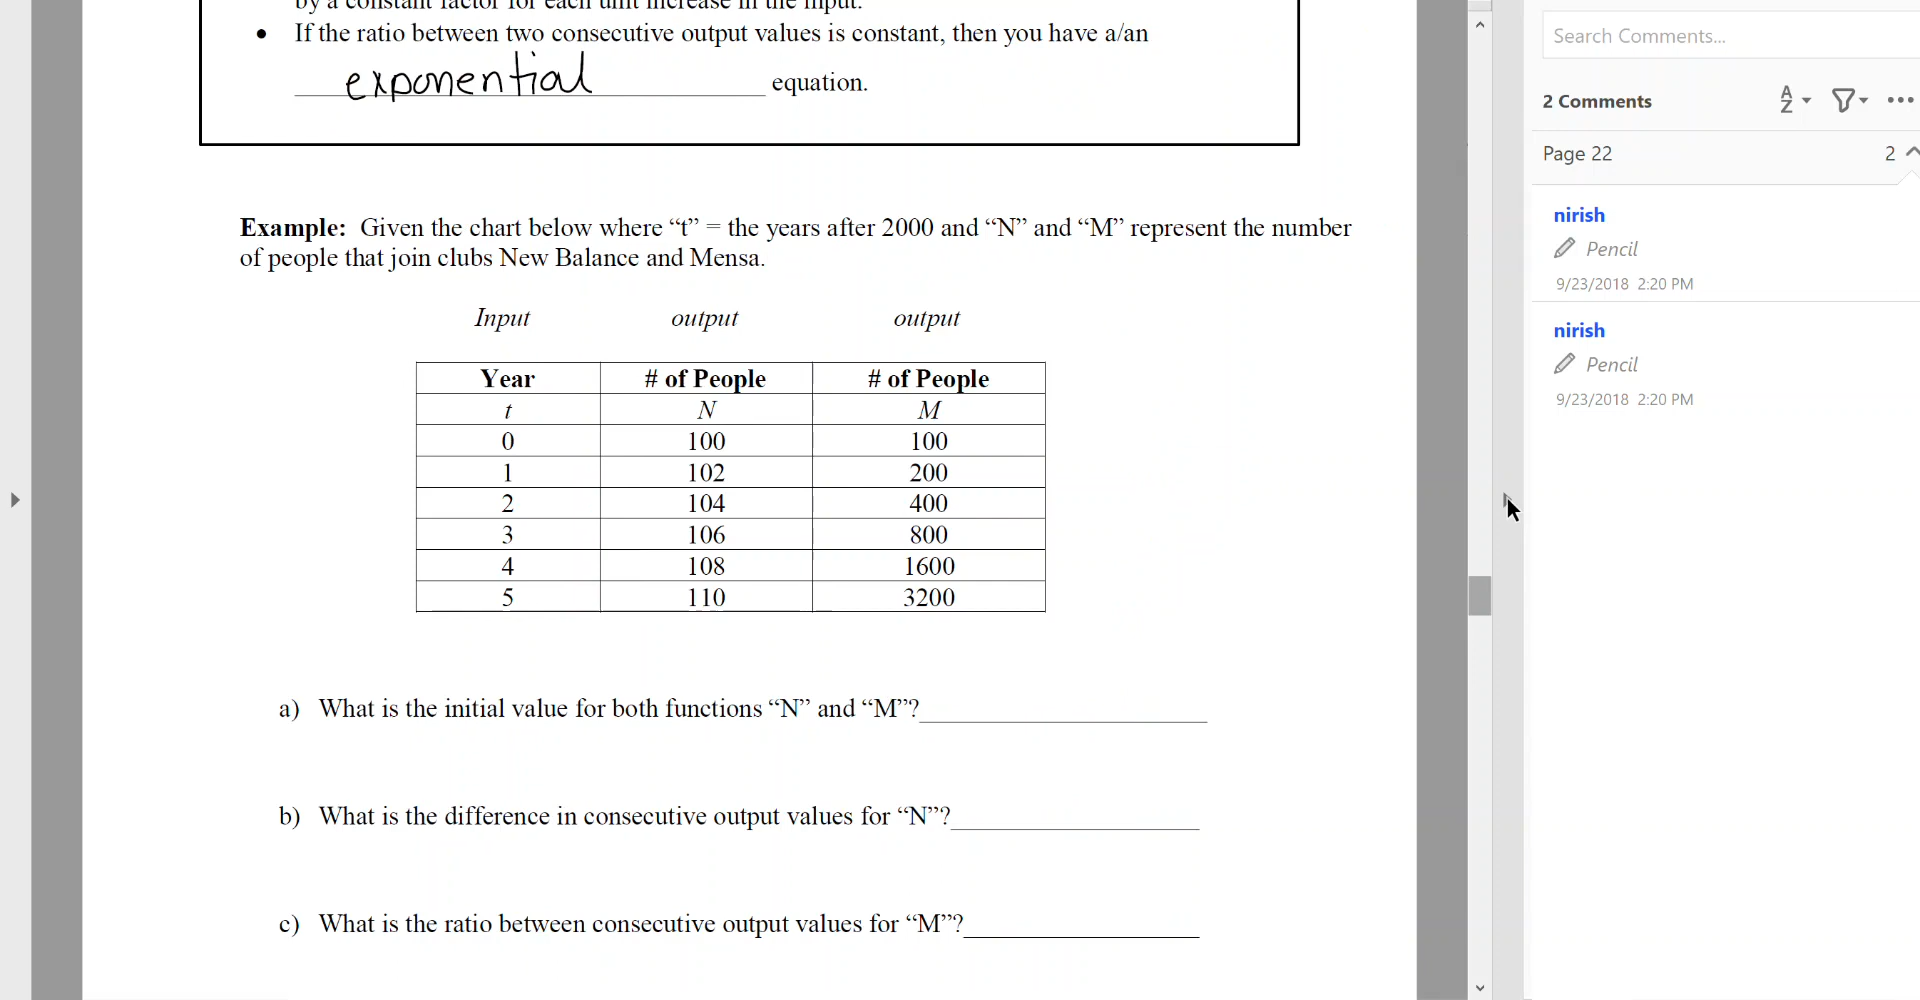 by a constant factor for each unit increase in the input.
• If the ratio between two consecutive output values is constant, then you have a/an
exponential equation.
Example: Given the chart below where “t” = the years after 2000 and “N” and “M” represent the number
of people that join clubs New Balance and Mensa.
Input output output
Year # of People # of People
t N M
0 100 100
1 102 200
2 104 400
3 106 800
4 108 1600
5 110 3200
a) What is the initial value for both functions “N” and “M”?
b) What is the difference in consecutive output values for “N”?
c) What is the ratio between consecutive output values for “M”?
Search Comments...
2 Comments
Page 22 2
nirish
Pencil
9/23/2018 2:20 PM
nirish
Pencil
9/23/2018 2:20 PM